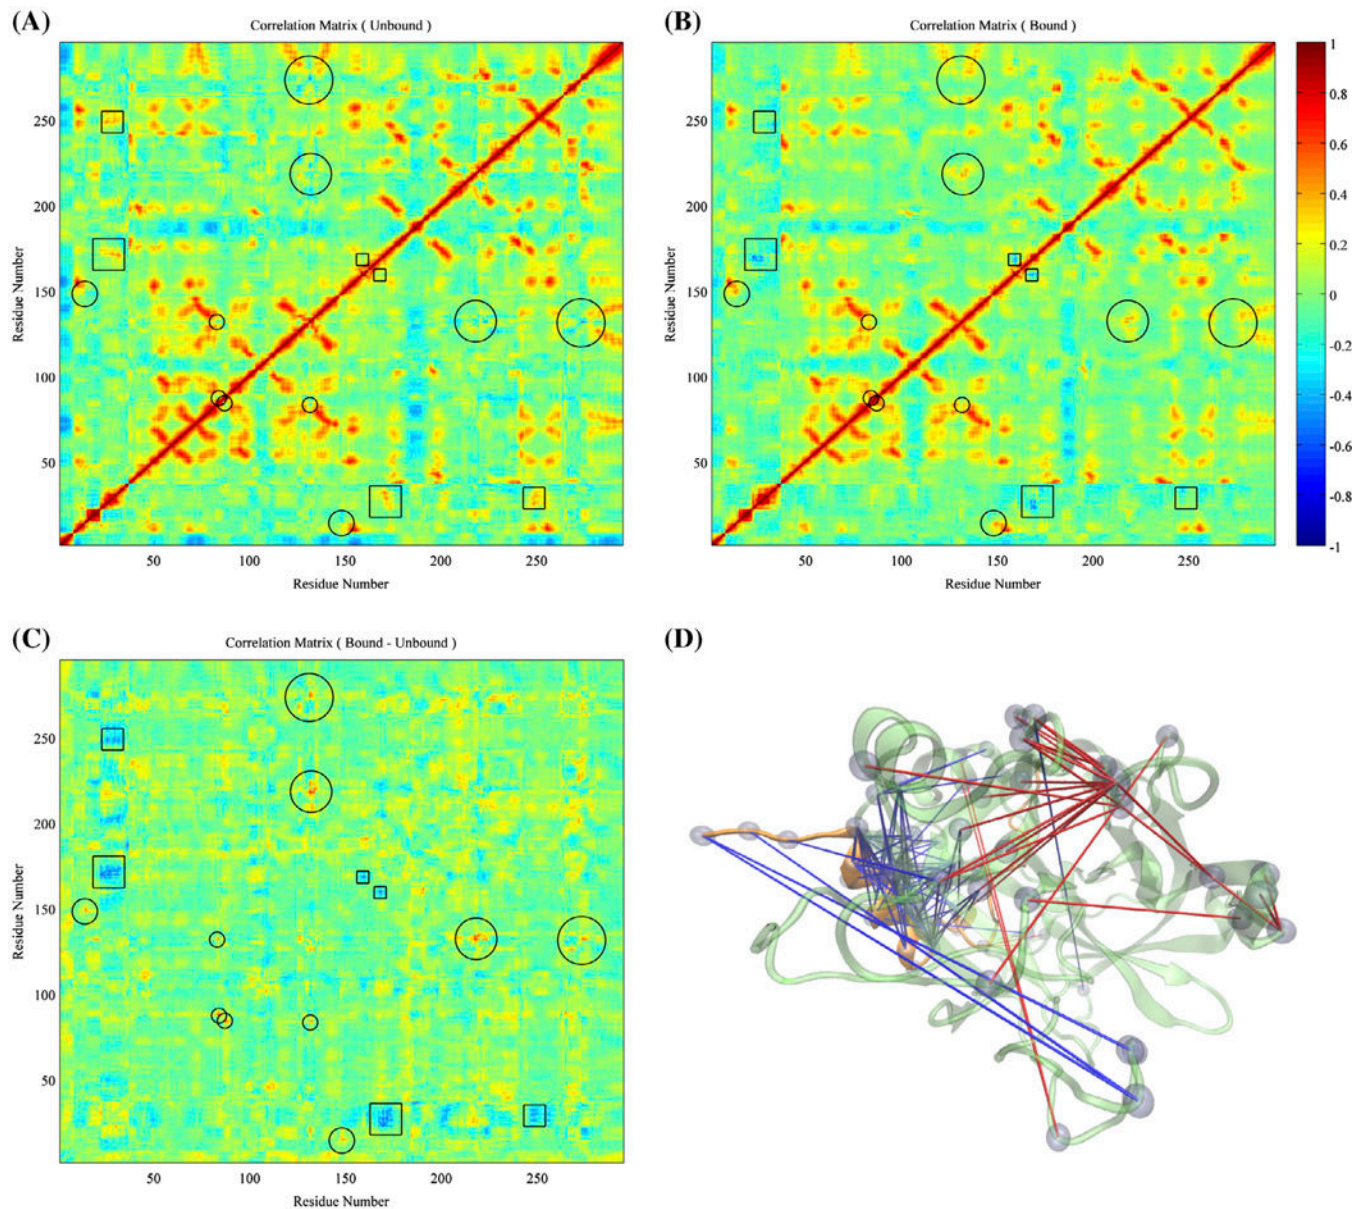 (A)
Correlation Matrix ( Unbound )
250
200
150
100
50
Residue Number
50 100 150 200 250
Residue Number
(B)
Correlation Matrix ( Bound )
250
200
150
100
50
Residue Number
50 100 150 200 250
Residue Number
1
0.8
0.6
0.4
0.2
0
-0.2
-0.4
-0.6
-0.8
-1
(C)
Correlation Matrix ( Bound - Unbound )
250
200
150
100
50
Residue Number
50 100 150 200 250
Residue Number
(D)